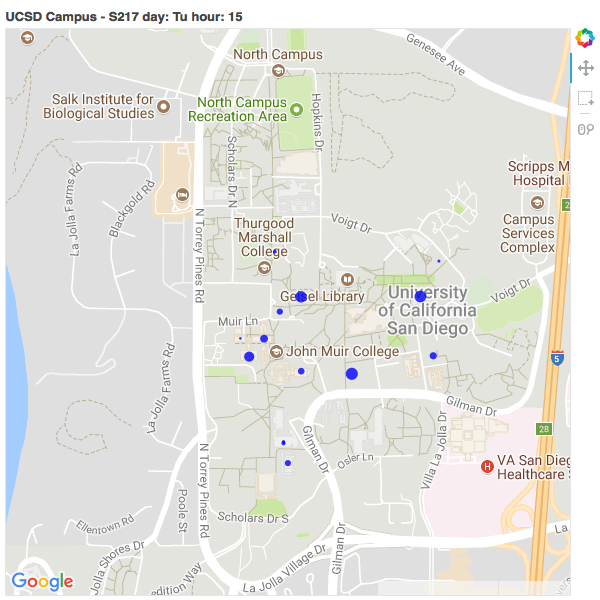 UCSD Campus - S217 day: Tu hour: 15
Genesee Ave
North Campus
Salk Institute for
Biological Studies
North Campus
Recreation Area
Hopkins Dr
Scholars Dr N
Scripps M
Hospital
La Jolla Farms Rd
Blackgold Rd
2
Campus
Services
Complex
N Torrey Pines Rd
Thurgood
Marshall
College
Voigt Dr
Geisel Library
University
of California
San Diego
Voigt Dr
Muir Ln
John Muir College
5
La Jolla Farms Rd
Gilman Dr
Gilman Dr
Villa La Jolla Dr
28
Osler Ln
VA San Dieg
Healthcare
N Torrey Pines Rd
Poole St
Ellentown Rd
Scholars Dr S
La
Gilman Dr
La Jolla Shores Dr
La Jolla Village Dr
edition Way
Google